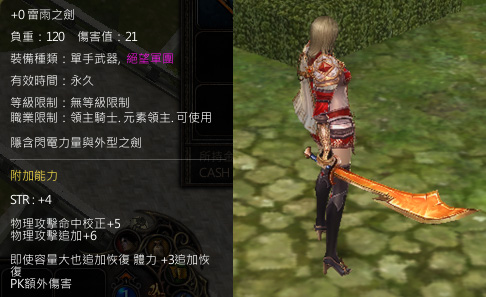 +0 雷雨之劍
負重：120 傷害值：21
裝備種類：單手武器, 絕望軍團
有效時間：永久
等級限制：無等級限制
職業限制：領主騎士.元素領主.可使用
隱含閃電力量與外型之劍
附加能力
STR : +4
物理攻擊命中校正+5
物理攻擊追加+6
即使容量大也追加恢復 體力 +3追加恢
復
PK額外傷害
CASH